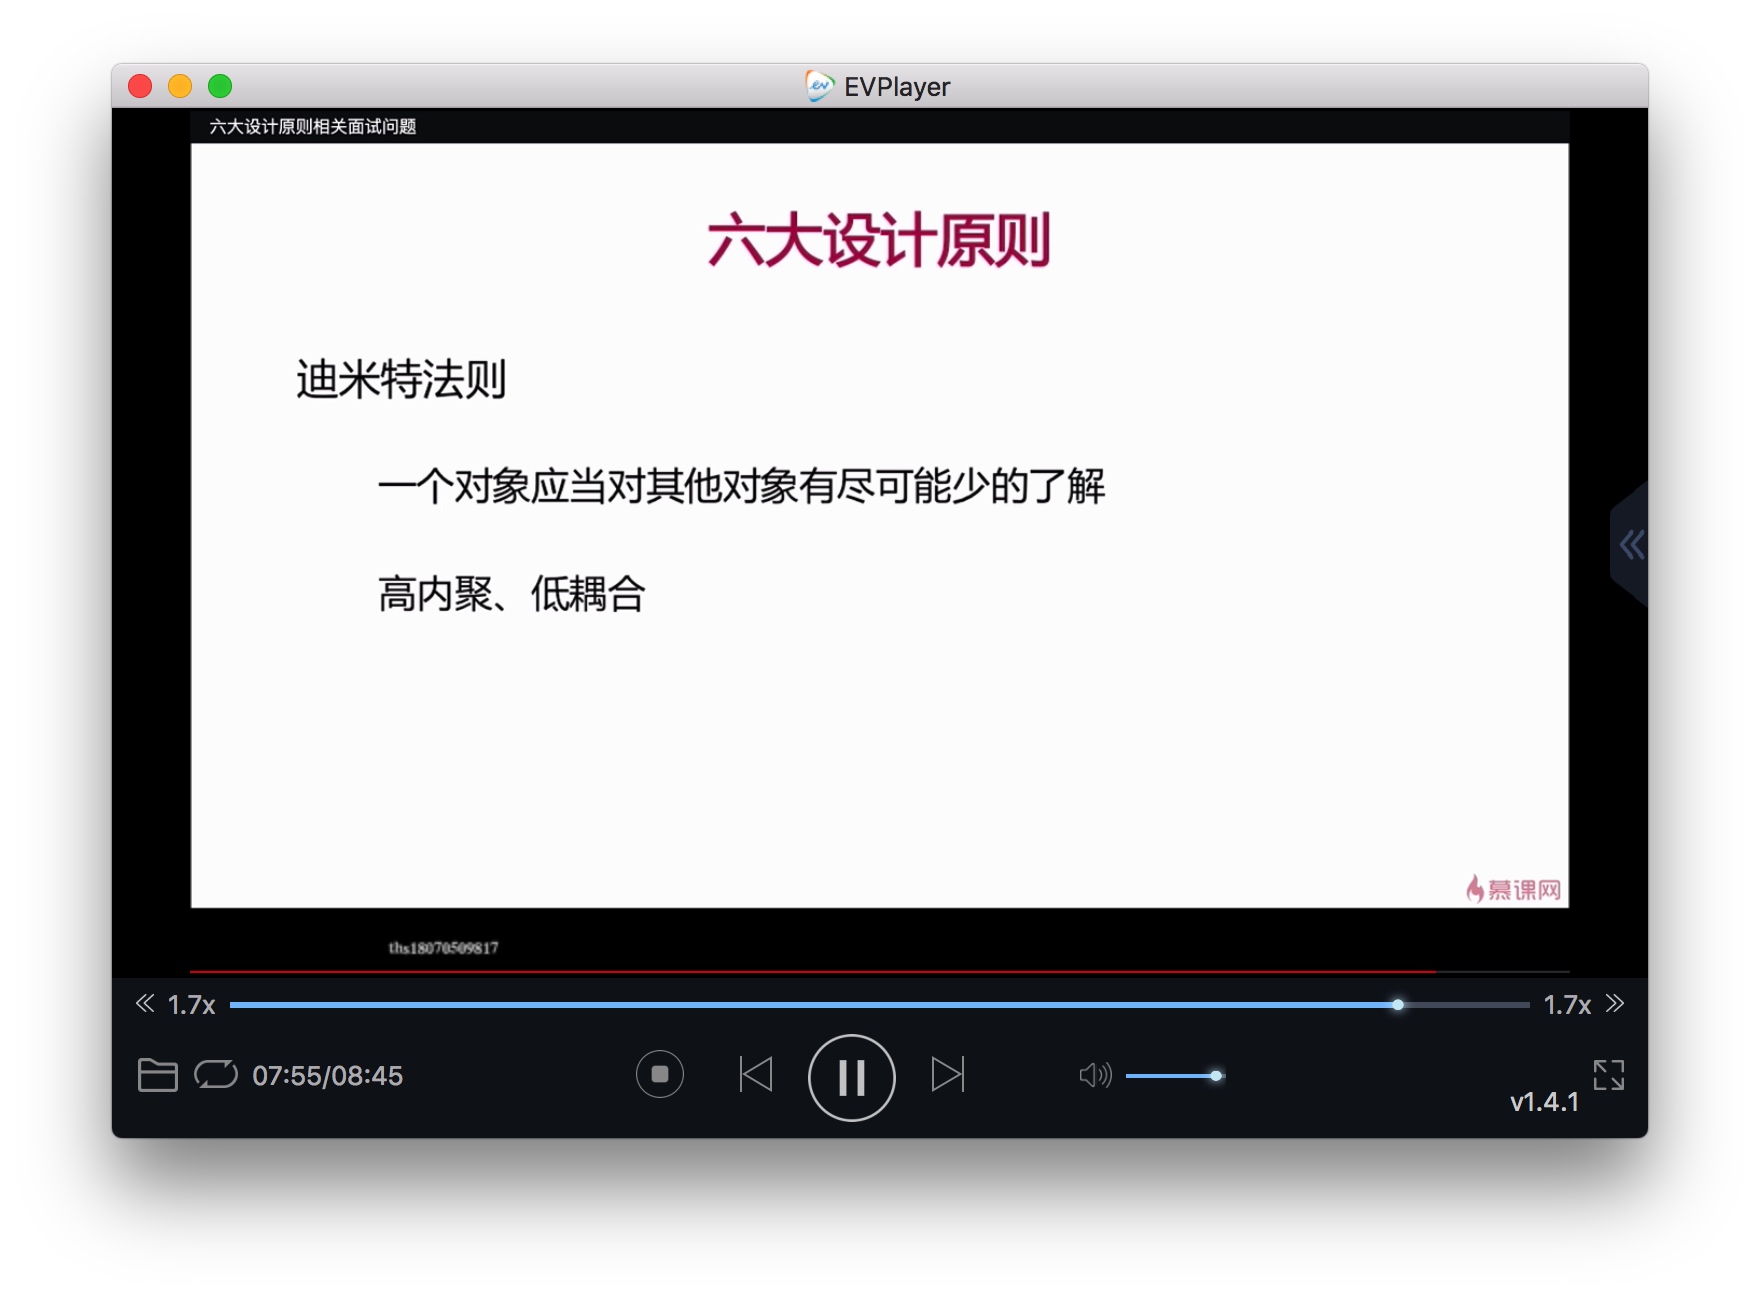 EVPlayer
六大设计原则相关面试问题
六大设计原则
迪米特法则
一个对象应当对其他对象有尽可能少的了解
高内聚、低耦合
慕课网
ths18070509817
1.7x
1.7x
07:55/08:45
v1.4.1